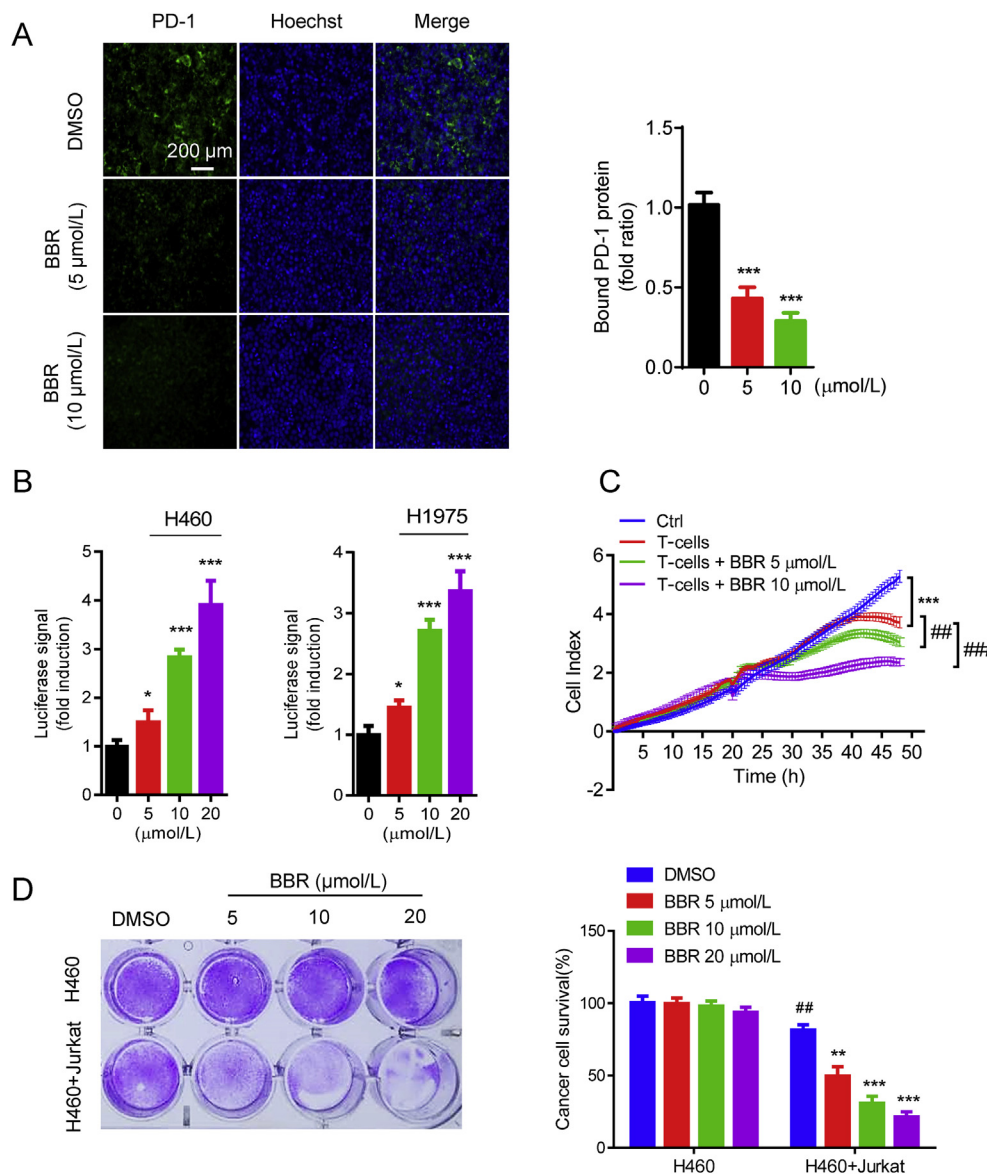 A
PD-1 Hoechst Merge
DMSO
200 μm
BBR
(5 μmol/L)
BBR
(10 μmol/L)
Bound PD-1 protein
(fold ratio)
1.5
1.0
0.5
0.0
***
***
0 5 10 (μmol/L)
B
H460
Luciferase signal
(fold induction)
5
4
3
2
1
0
*
***
***
0 5 10 20
(μmol/L)
H1975
Luciferase signal
(fold induction)
4
3
2
1
0
*
***
***
0 5 10 20
(μmol/L)
C
Ctrl
T-cells
T-cells + BBR 5 μmol/L
T-cells + BBR 10 μmol/L
Cell Index
6
4
2
0
-2
5 10 15 20 25 30 35 40 45 50
Time (h)
***
##
##
D
BBR (μmol/L)
DMSO 5 10 20
H460
H460+Jurkat
DMSO
BBR 5 μmol/L
BBR 10 μmol/L
BBR 20 μmol/L
Cancer cell survival(%)
150
100
50
0
##
**
***
***
H460 H460+Jurkat